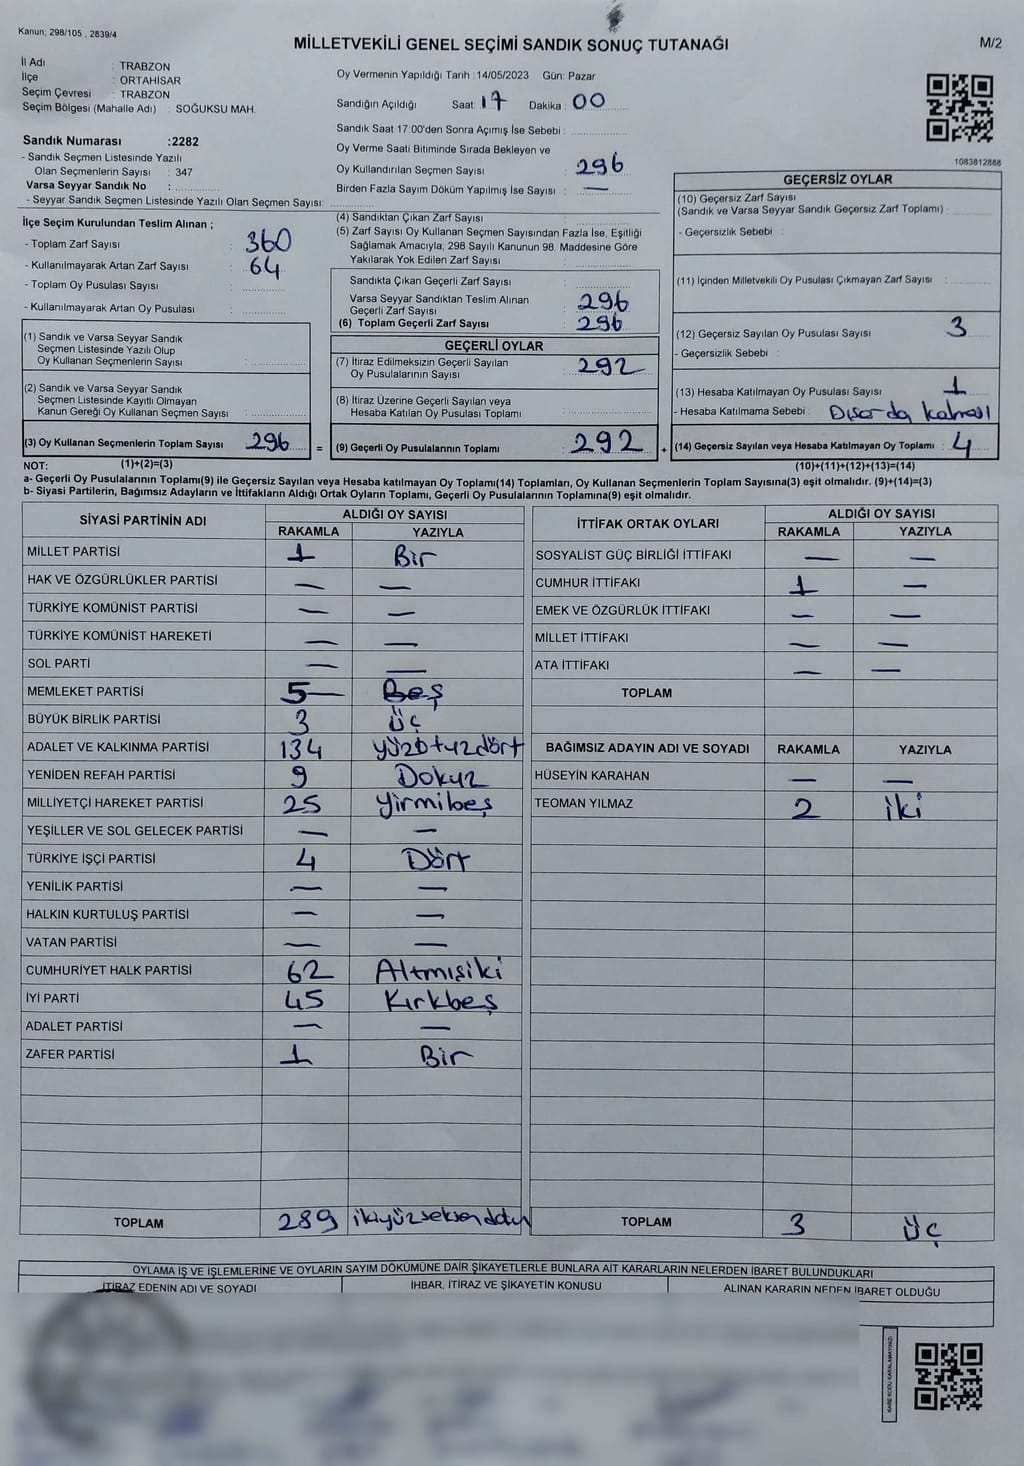 Kanun; 298/105 , 2839/4
MİLLETVEKİLİ GENEL SEÇİMİ SANDIK SONUÇ TUTANAĞI
M/2
İl Adı : TRABZON
İlçe : ORTAHİSAR
Seçim Çevresi : TRABZON
Seçim Bölgesi (Mahalle Adı) : SOĞUKSU MAH.
Sandık Numarası :2282
- Sandık Seçmen Listesinde Yazılı
Olan Seçmenlerin Sayısı : 347
Varsa Seyyar Sandık No :
- Seyyar Sandık Seçmen Listesinde Yazılı Olan Seçmen Sayısı:
Oy Vermenin Yapıldığı Tarih :14/05/2023 Gün: Pazar
Sandığın Açıldığı Saat: 17 Dakika : 00
Sandık Saat 17:00'den Sonra Açımış İse Sebebi :
Oy Verme Saati Bitiminde Sırada Bekleyen ve
Oy Kullandırılan Seçmen Sayısı : 296
Birden Fazla Sayım Döküm Yapılmış İse Sayısı : —
1083812888
İlçe Seçim Kurulundan Teslim Alınan ;
- Toplam Zarf Sayısı : 360
- Kullanılmayarak Artan Zarf Sayısı : 64
- Toplam Oy Pusulası Sayısı :
- Kullanılmayarak Artan Oy Pusulası :
(4) Sandıktan Çıkan Zarf Sayısı :
(5) Zarf Sayısı Oy Kullanan Seçmen Sayısından Fazla İse, Eşitliği
Sağlamak Amacıyla; 298 Sayılı Kanunun 98. Maddesine Göre
Yakılarak Yok Edilen Zarf Sayısı :
Sandıkta Çıkan Geçerli Zarf Sayısı :
Varsa Seyyar Sandıktan Teslim Alınan
Geçerli Zarf Sayısı : 296
(6) Toplam Geçerli Zarf Sayısı : 296
GEÇERSİZ OYLAR
(10) Geçersiz Zarf Sayısı
(Sandık ve Varsa Seyyar Sandık Geçersiz Zarf Toplamı) :
- Geçersizlik Sebebi :
(11) İçinden Milletvekili Oy Pusulası Çıkmayan Zarf Sayısı :
(12) Geçersiz Sayılan Oy Pusulası Sayısı : 3
- Geçersizlik Sebebi :
(13) Hesaba Katılmayan Oy Pusulası Sayısı : 1
- Hesaba Katılmama Sebebi :
(14) Geçersiz Sayılan veya Hesaba Katılmayan Oy Toplamı : 4
(1) Sandık ve Varsa Seyyar Sandık
Seçmen Listesinde Yazılı Olup
Oy Kullanan Seçmenlerin Sayısı :
(2) Sandık ve Varsa Seyyar Sandık
Seçmen Listesinde Kayıtlı Olmayan
Kanun Gereği Oy Kullanan Seçmen Sayısı :
(3) Oy Kullanan Seçmenlerin Toplam Sayısı : 296 =
GEÇERLİ OYLAR
(7) İtiraz Edilmeksizin Geçerli Sayılan
Oy Pusulalarının Sayısı : 292
(8) İtiraz Üzerine Geçerli Sayılan veya
Hesaba Katılan Oy Pusulası Toplamı :
(9) Geçerli Oy Pusulalarının Toplamı : 292 +
NOT: (1)+(2)=(3)
(10)+(11)+(12)+(13)=(14)
a- Geçerli Oy Pusulalarının Toplamı(9) ile Geçersiz Sayılan veya Hesaba katılmayan Oy Toplamı(14) Toplamları, Oy Kullanan Seçmenlerin Toplam Sayısına(3) eşit olmalıdır. (9)+(14)=(3)
b- Siyasi Partilerin, Bağımsız Adayların ve İttifakların Aldığı Ortak Oyların Toplamı, Geçerli Oy Pusulalarının Toplamına(9) eşit olmalıdır.
SİYASİ PARTİNİN ADI ALDIĞI OY SAYISI
RAKAMLA YAZIYLA
MİLLET PARTİSİ 1 Bir
HAK VE ÖZGÜRLÜKLER PARTİSİ — —
TÜRKİYE KOMÜNİST PARTİSİ — —
TÜRKİYE KOMÜNİST HAREKETİ — —
SOL PARTİ — —
MEMLEKET PARTİSİ 5 Beş
BÜYÜK BİRLİK PARTİSİ 3 Üç
ADALET VE KALKINMA PARTİSİ 134 yüzotuzdört
YENİDEN REFAH PARTİSİ 9 Dokuz
MİLLİYETÇİ HAREKET PARTİSİ 25 Yirmibeş
YEŞİLLER VE SOL GELECEK PARTİSİ — —
TÜRKİYE İŞÇİ PARTİSİ 4 Dört
YENİLİK PARTİSİ — —
HALKIN KURTULUŞ PARTİSİ — —
VATAN PARTİSİ — —
CUMHURİYET HALK PARTİSİ 62 Altmışiki
İYİ PARTİ 45 Kırkbeş
ADALET PARTİSİ — —
ZAFER PARTİSİ 1 Bir
TOPLAM 289
İTTİFAK ORTAK OYLARI ALDIĞI OY SAYISI
RAKAMLA YAZIYLA
SOSYALİST GÜÇ BİRLİĞİ İTTİFAKI — —
CUMHUR İTTİFAKI 1 —
EMEK VE ÖZGÜRLÜK İTTİFAKI — —
MİLLET İTTİFAKI — —
ATA İTTİFAKI — —
TOPLAM
BAĞIMSIZ ADAYIN ADI VE SOYADI RAKAMLA YAZIYLA
HÜSEYİN KARAHAN — —
TEOMAN YILMAZ 2 iki
TOPLAM 3 Üç
OYLAMA İŞ VE İŞLEMLERİNE VE OYLARIN SAYIM DÖKÜMÜNE DAİR ŞİKAYETLERLE BUNLARA AİT KARARLARIN NELERDEN İBARET BULUNDUKLARI
İTİRAZ EDENİN ADI VE SOYADI İHBAR, İTİRAZ VE ŞİKAYETİN KONUSU ALINAN KARARIN NEDEN İBARET OLDUĞU
KARE KODU KARALAMAYINIZ!